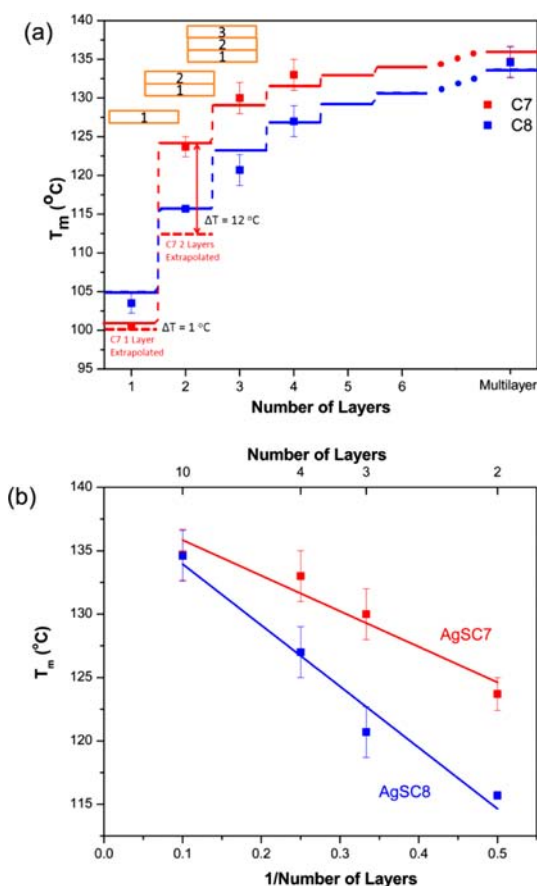 (a)
140
135
130
125
120
115
110
105
100
95
T_m (°C)
3
2
1
2
1
1
C7
C8
ΔT = 12 °C
C7 2 Layers
Extrapolated
ΔT = 1 °C
C7 1 Layer
Extrapolated
1 2 3 4 5 6 Multilayer
Number of Layers
(b)
Number of Layers
10 4 3 2
140
135
130
125
120
115
T_m (°C)
AgSC7
AgSC8
0.0 0.1 0.2 0.3 0.4 0.5
1/Number of Layers